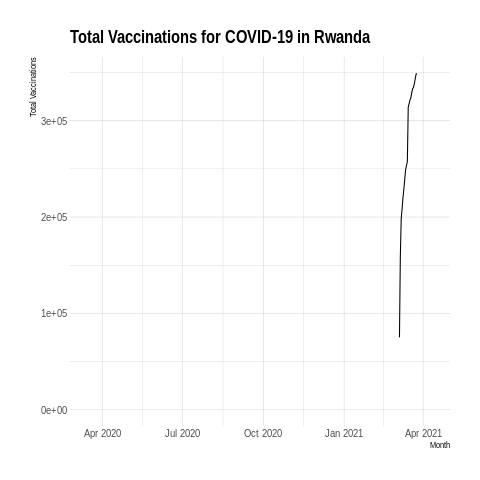 Total Vaccinations for COVID-19 in Rwanda
Total Vaccinations
3e+05
2e+05
1e+05
0e+00
Apr 2020 Jul 2020 Oct 2020 Jan 2021 Apr 2021
Month